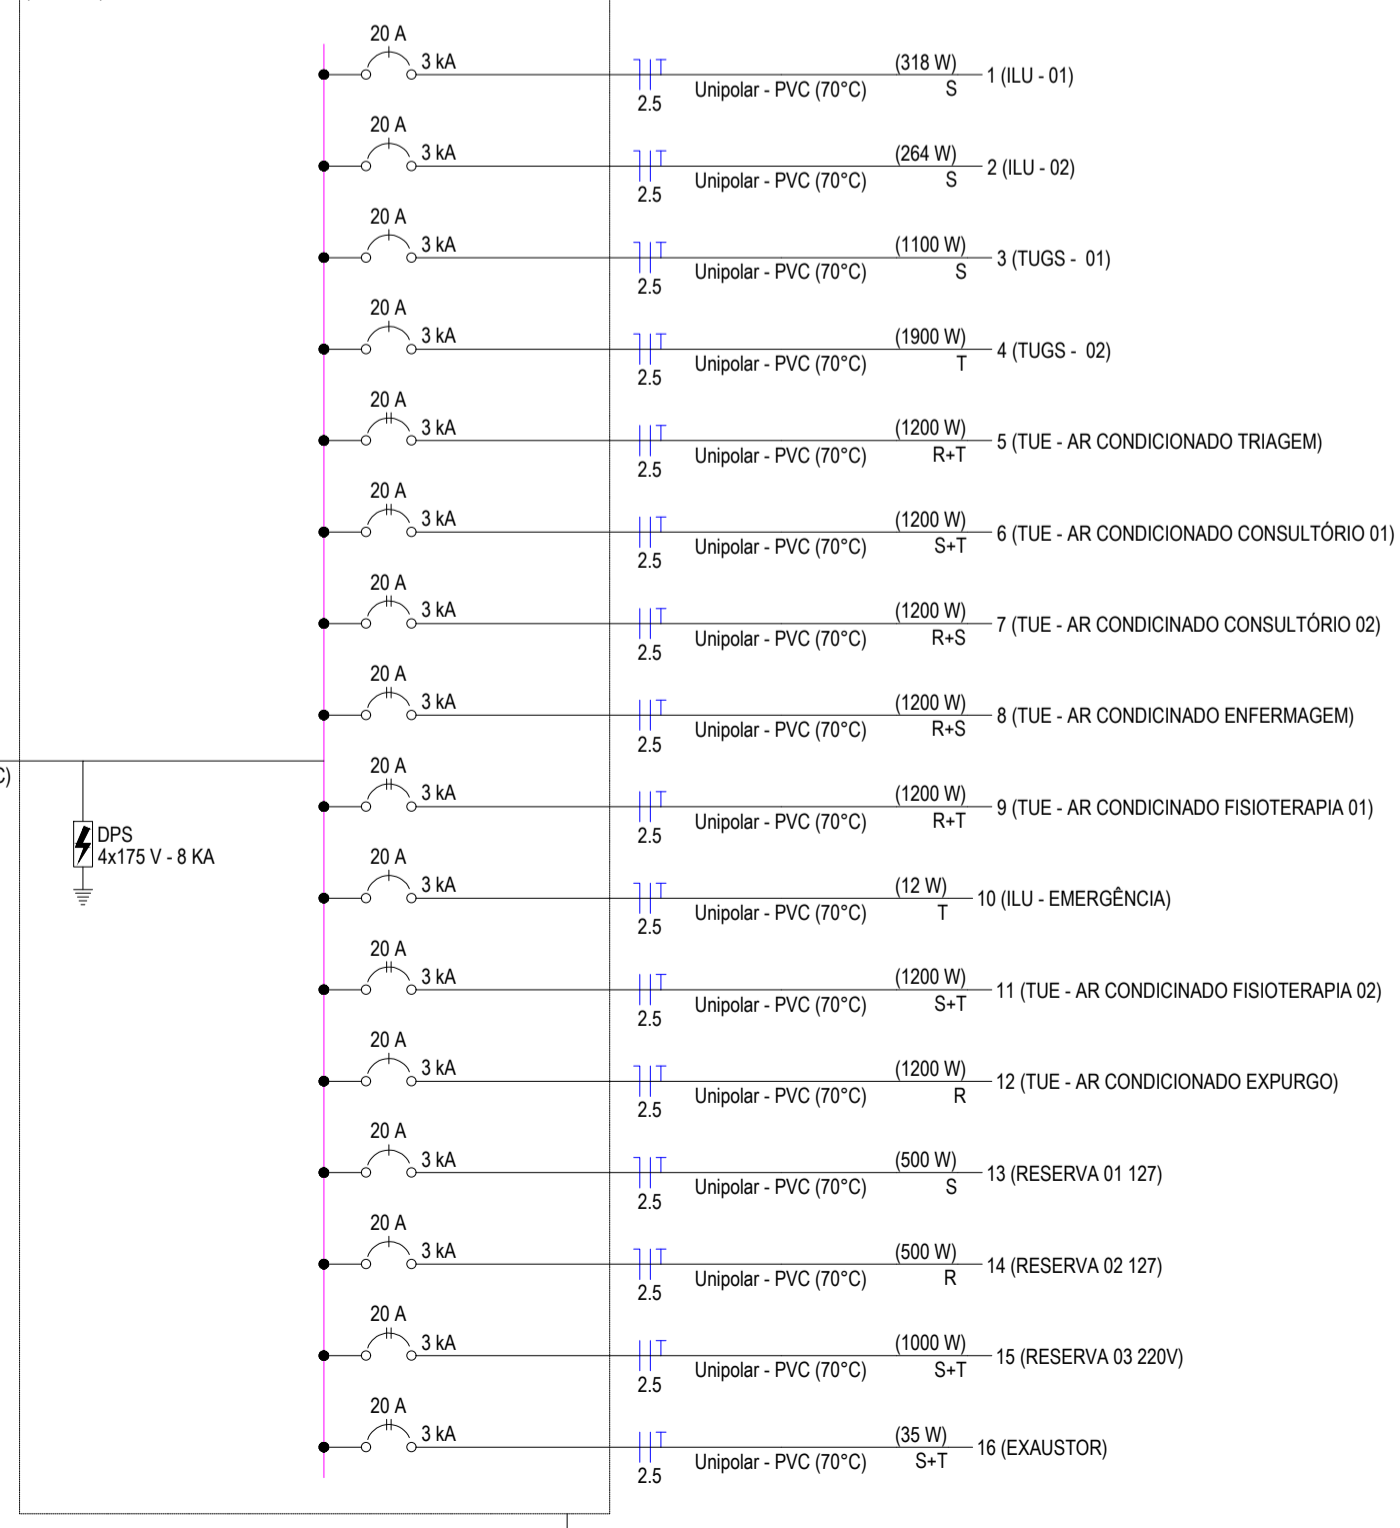 20 A
3 kA
(318 W)
1 (ILU - 01)
2.5
Unipolar - PVC (70°C)
S
20 A
3 kA
(264 W)
2 (ILU - 02)
2.5
Unipolar - PVC (70°C)
S
20 A
3 kA
(1100 W)
3 (TUGS -  01)
2.5
Unipolar - PVC (70°C)
S
20 A
3 kA
(1900 W)
4 (TUGS -  02)
2.5
Unipolar - PVC (70°C)
T
20 A
3 kA
(1200 W)
5 (TUE - AR CONDICIONADO TRIAGEM)
2.5
Unipolar - PVC (70°C)
R+T
20 A
3 kA
(1200 W)
6 (TUE - AR CONDICIONADO CONSULTÓRIO 01)
2.5
Unipolar - PVC (70°C)
S+T
20 A
3 kA
(1200 W)
7 (TUE - AR CONDICINADO CONSULTÓRIO 02)
2.5
Unipolar - PVC (70°C)
R+S
20 A
3 kA
(1200 W)
8 (TUE - AR CONDICINADO ENFERMAGEM)
2.5
Unipolar - PVC (70°C)
R+S
C)
DPS
4x175 V - 8 KA
20 A
3 kA
(1200 W)
9 (TUE - AR CONDICINADO FISIOTERAPIA 01)
2.5
Unipolar - PVC (70°C)
R+T
20 A
3 kA
(12 W)
10 (ILU - EMERGÊNCIA)
2.5
Unipolar - PVC (70°C)
T
20 A
3 kA
(1200 W)
11 (TUE - AR CONDICINADO FISIOTERAPIA 02)
2.5
Unipolar - PVC (70°C)
S+T
20 A
3 kA
(1200 W)
12 (TUE - AR CONDICIONADO EXPURGO)
2.5
Unipolar - PVC (70°C)
R
20 A
3 kA
(500 W)
13 (RESERVA 01 127)
2.5
Unipolar - PVC (70°C)
S
20 A
3 kA
(500 W)
14 (RESERVA 02 127)
2.5
Unipolar - PVC (70°C)
R
20 A
3 kA
(1000 W)
15 (RESERVA 03 220V)
2.5
Unipolar - PVC (70°C)
S+T
20 A
3 kA
(35 W)
16 (EXAUSTOR)
2.5
Unipolar - PVC (70°C)
S+T